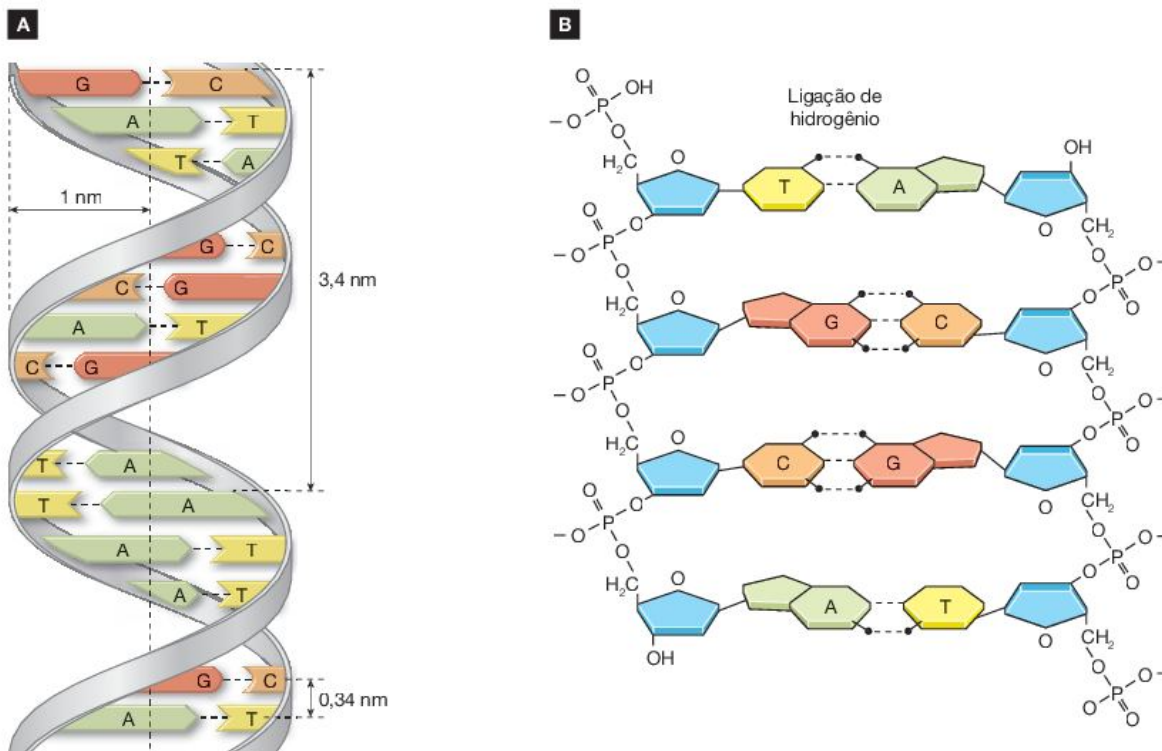 A
G C
A T
T A
1 nm
G C
C G
3,4 nm
A T
C G
T A
T A
A T
A T
G C
0,34 nm
A T
B
Ligação de
hidrogênio
O
–O P OH
O
H₂C O T A OH
O O
–O P O CH₂
O O
P O–
H₂C O G C O O
O O
–O P O CH₂
O O
P O–
H₂C O C G O O
O O
–O P O CH₂
O O
P O–
H₂C O A T O O
OH O
CH₂
O
O P O–
O